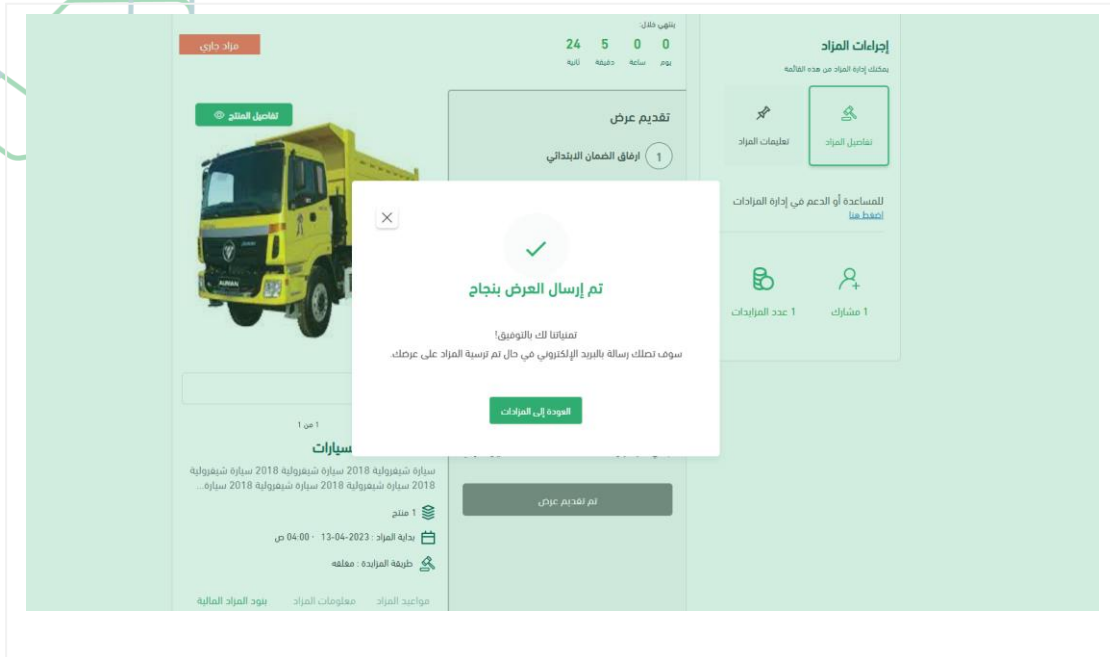 إجراءات المزاد
يمكنك إدارة المزاد من هذه القائمة
تفاصيل المزاد
تعليمات المزاد
للمساعدة أو الدعم في إدارة المزادات
اضغط هنا
1 مشارك
1 عدد المزايدات
ينتهي خلال:
0 0 5 24
يوم ساعة دقيقة ثانية
مزاد جاري
تقديم عرض
1 ارفاق الضمان الابتدائي
تفاصيل المنتج
AUMAN
تم إرسال العرض بنجاح
تمنياتنا لك بالتوفيق!
سوف تصلك رسالة بالبريد الإلكتروني في حال تم ترسية المزاد على عرضك.
العودة إلى المزادات
تم تقديم عرض
1 من 1
سيارات
سيارة شيفرولية 2018 سيارة شيفرولية 2018 سيارة شيفرولية
2018 سيارة شيفرولية 2018 سيارة شيفرولية 2018 سيارة...
1 منتج
بداية المزاد : 2023-04-13 - 04:00 ص
طريقة المزايدة : مغلقه
بنود المزاد المالية
معلومات المزاد
مواعيد المزاد